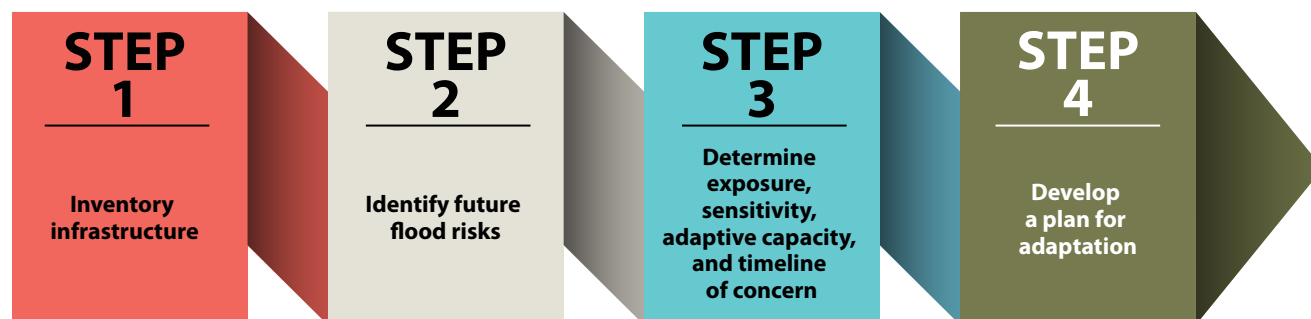 STEP
1
Inventory
infrastructure
STEP
2
Identify future
flood risks
STEP
3
Determine
exposure,
sensitivity,
adaptive capacity,
and timeline
of concern
STEP
4
Develop
a plan for
adaptation